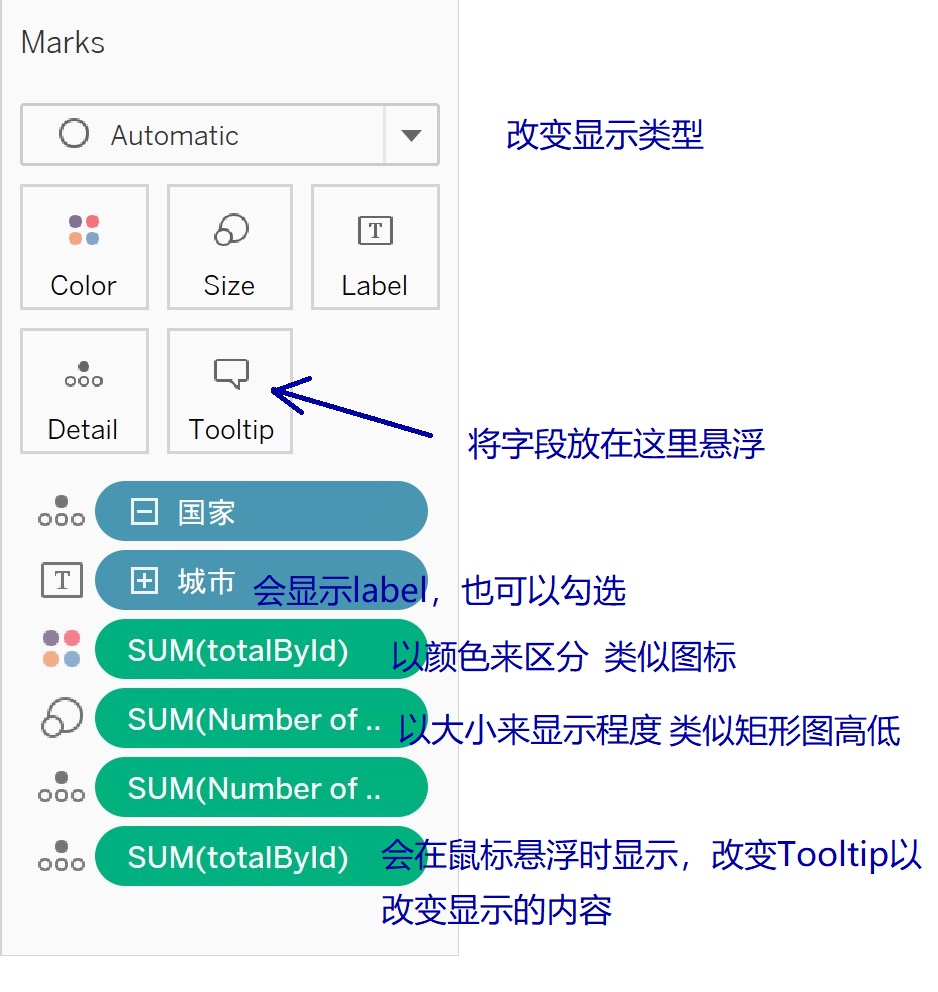 Marks
Automatic
改变显示类型
Color Size Label
Detail Tooltip
将字段放在这里悬浮
国家
T 城市 会显示label，也可以勾选
SUM(totalById) 以颜色来区分 类似图标
SUM(Number of .. 以大小来显示程度 类似矩形图高低
SUM(Number of ..
SUM(totalById) 会在鼠标悬浮时显示，改变Tooltip以
改变显示的内容